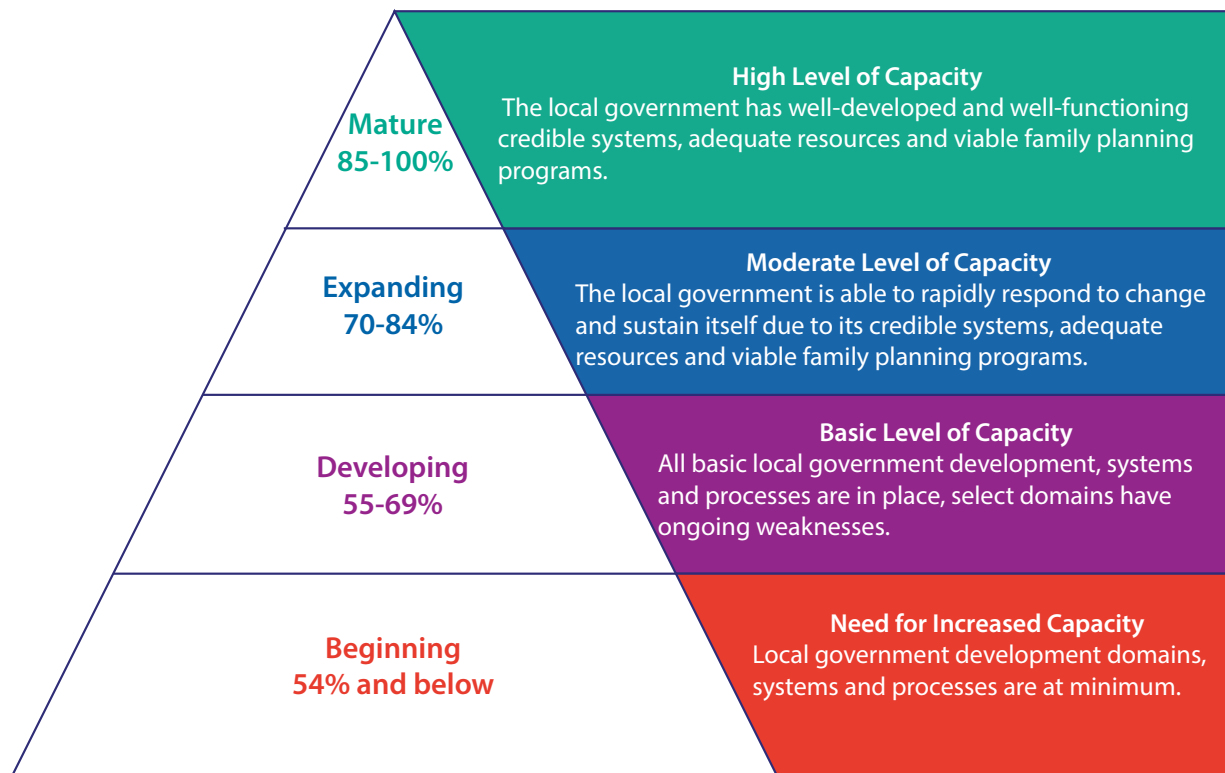 Mature
85-100%
High Level of Capacity
The local government has well-developed and well-functioning
credible systems, adequate resources and viable family planning
programs.
Expanding
70-84%
Moderate Level of Capacity
The local government is able to rapidly respond to change
and sustain itself due to its credible systems, adequate
resources and viable family planning programs.
Developing
55-69%
Basic Level of Capacity
All basic local government development, systems
and processes are in place, select domains have
ongoing weaknesses.
Beginning
54% and below
Need for Increased Capacity
Local government development domains,
systems and processes are at minimum.